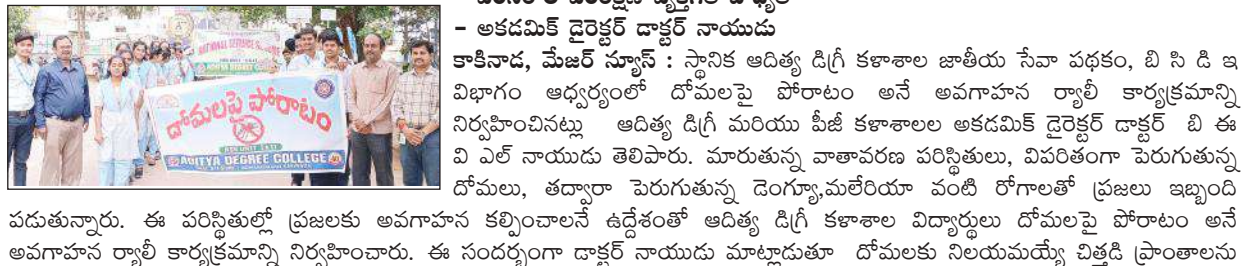 – అకడమిక్ డైరెక్టర్ డాక్టర్ నాయుడు
కాకినాడ, మేజర్ న్యూస్ : స్థానిక ఆదిత్య డిగ్రీ కళాశాల జాతీయ సేవా పథకం, బి సి డి ఇ
విభాగం ఆధ్వర్యంలో దోమలపై పోరాటం అనే అవగాహన ర్యాలీ కార్యక్రమాన్ని
నిర్వహించినట్లు ఆదిత్య డిగ్రీ మరియు పీజీ కళాశాలల అకడమిక్ డైరెక్టర్ డాక్టర్ బి ఈ
వి ఎల్ నాయుడు తెలిపారు. మారుతున్న వాతావరణ పరిస్థితులు, విపరితంగా పెరుగుతున్న
దోమలు, తద్వారా పెరుగుతున్న డెంగ్యూ,మలేరియా వంటి రోగాలతో ప్రజలు ఇబ్బంది
పడుతున్నారు. ఈ పరిస్థితుల్లో ప్రజలకు అవగాహన కల్పించాలనే ఉద్దేశంతో ఆదిత్య డిగ్రీ కళాశాల విద్యార్థులు దోమలపై పోరాటం అనే
అవగాహన ర్యాలీ కార్యక్రమాన్ని నిర్వహించారు. ఈ సందర్భంగా డాక్టర్ నాయుడు మాట్లాడుతూ దోమలకు నిలయమయ్యే చిత్తడి ప్రాంతాలను
NATIONAL SERVICE SCHEME
దోమలపై పోరాటం
ADITYA DEGREE COLLEGE